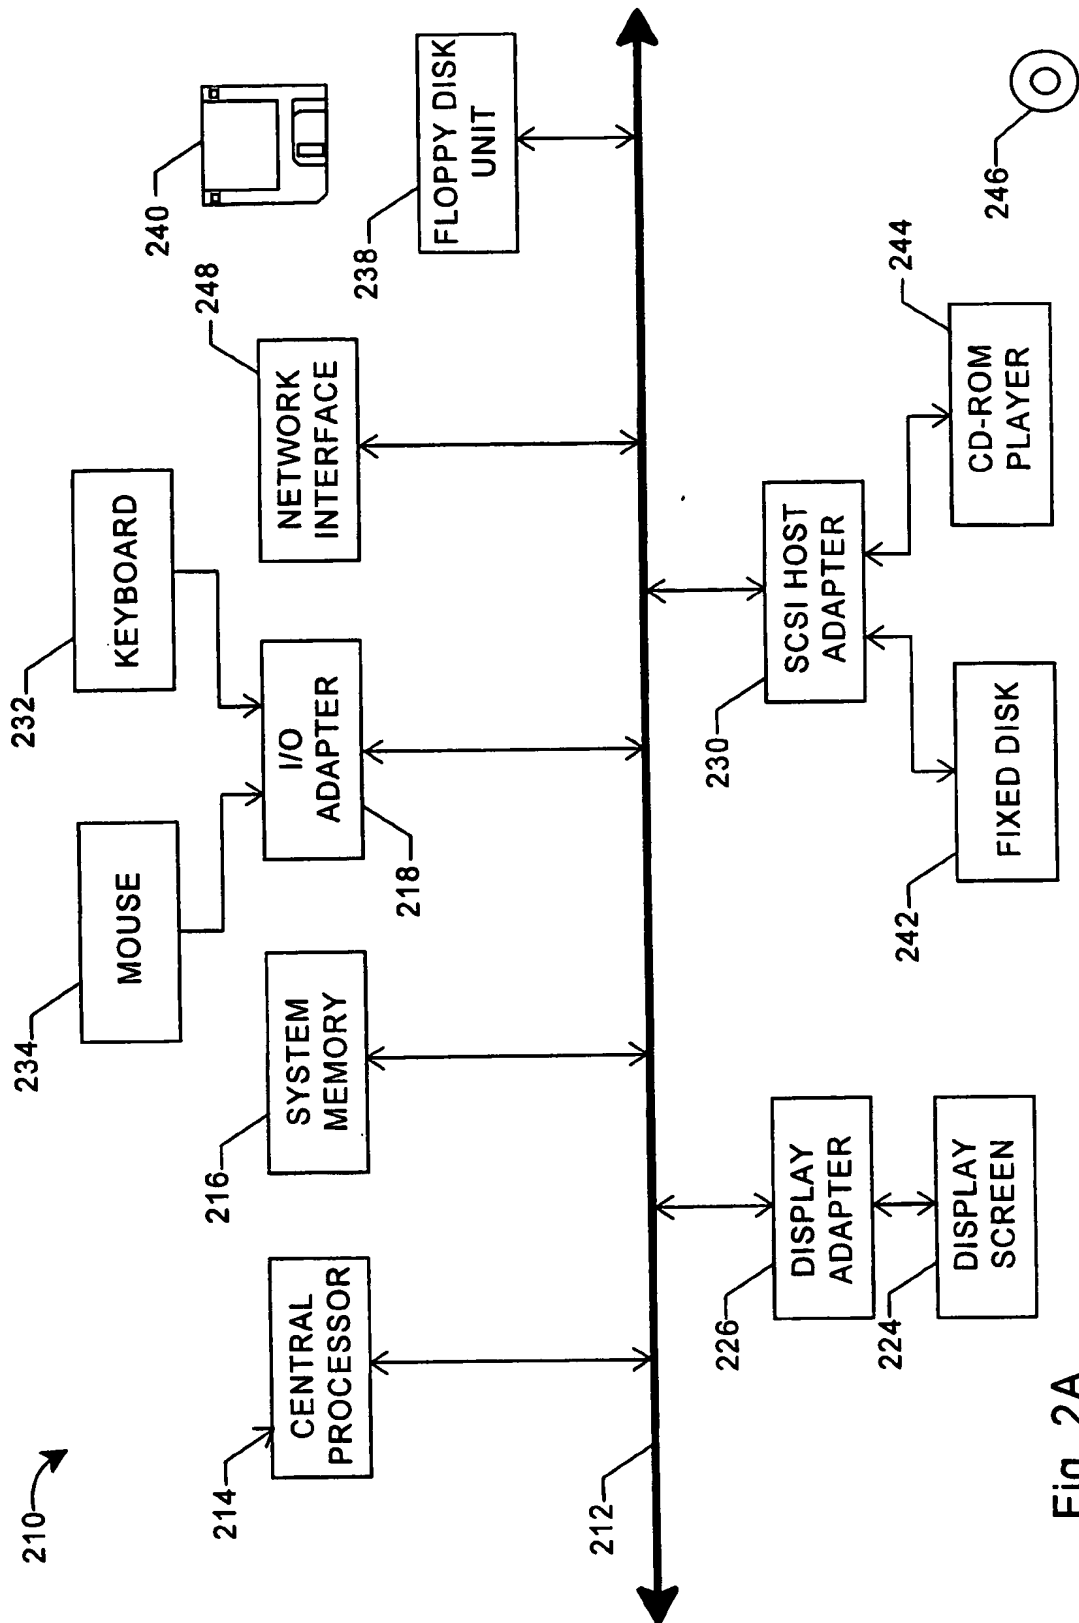 210
214
CENTRAL
PROCESSOR
216
SYSTEM
MEMORY
234
MOUSE
232
KEYBOARD
218
I/O
ADAPTER
248
NETWORK
INTERFACE
240
238
FLOPPY DISK
UNIT
212
226
DISPLAY
ADAPTER
224
DISPLAY
SCREEN
230
SCSI HOST
ADAPTER
242
FIXED DISK
244
CD-ROM
PLAYER
246
Fig. 2A